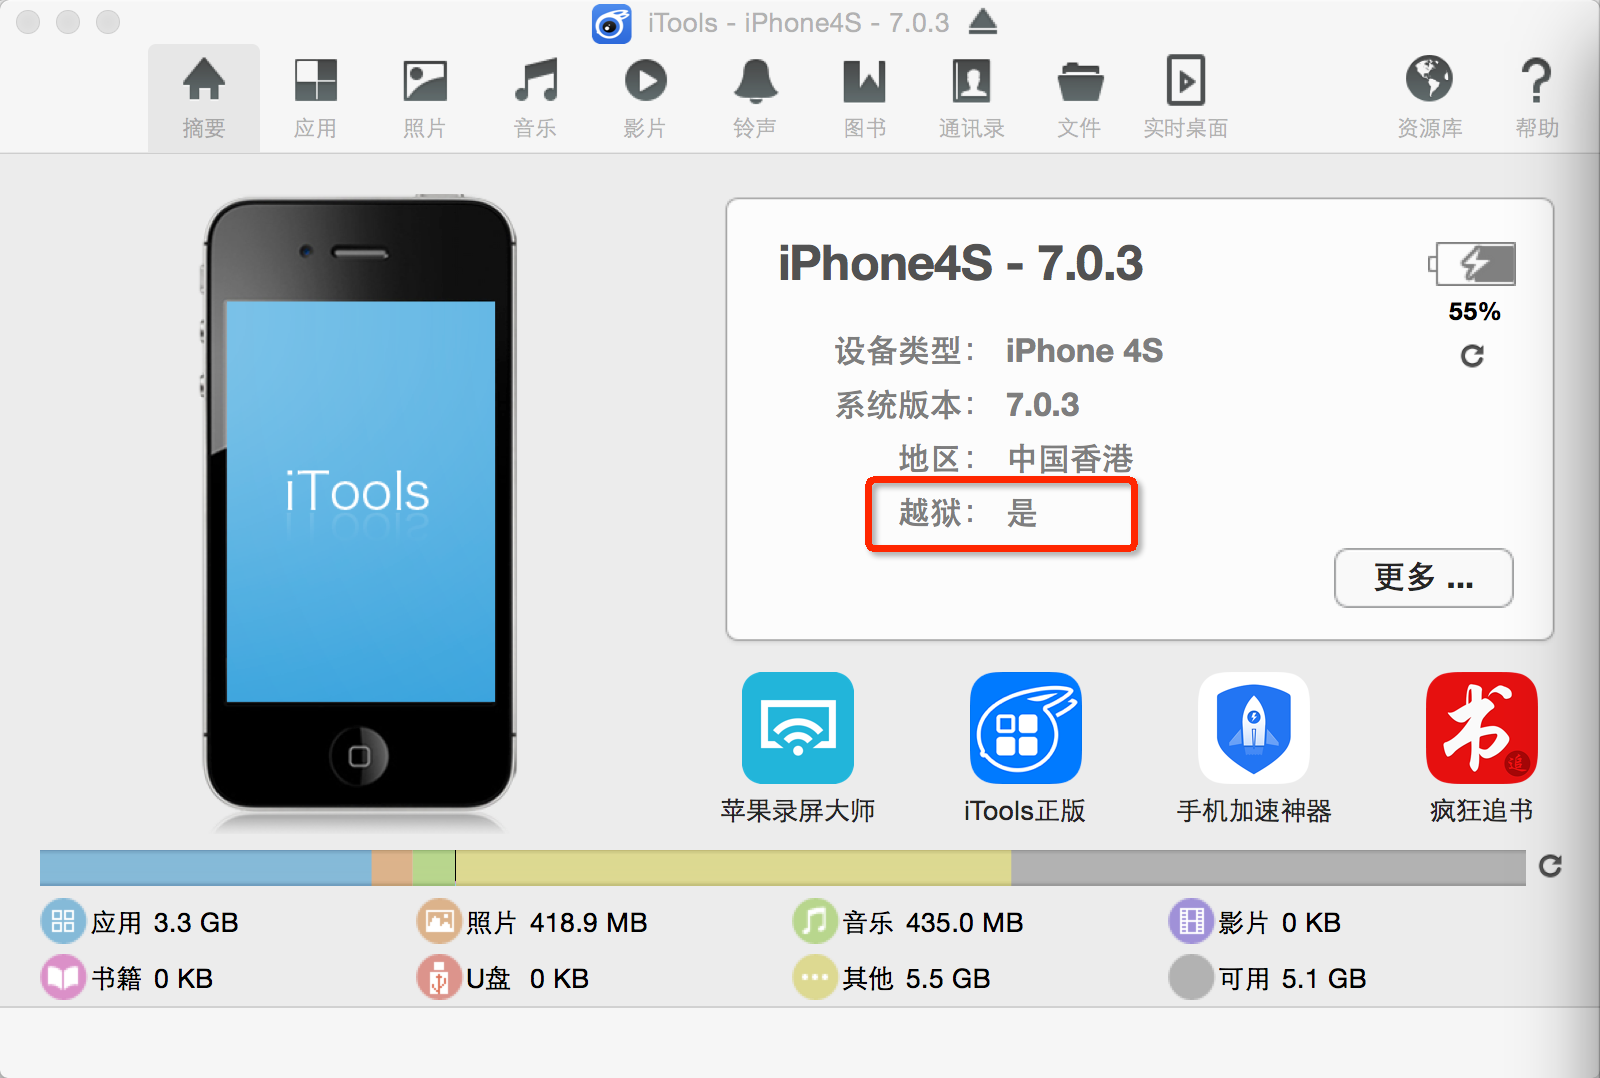 iTools - iPhone4S - 7.0.3
摘要 应用 照片 音乐 影片 铃声 图书 通讯录 文件 实时桌面 资源库 帮助
iTools
iPhone4S - 7.0.3
55%
设备类型： iPhone 4S
系统版本： 7.0.3
地区： 中国香港
越狱： 是
更多 ...
书
追
苹果录屏大师 iTools正版 手机加速神器 疯狂追书
应用 3.3 GB 照片 418.9 MB 音乐 435.0 MB 影片 0 KB
书籍 0 KB U盘 0 KB 其他 5.5 GB 可用 5.1 GB